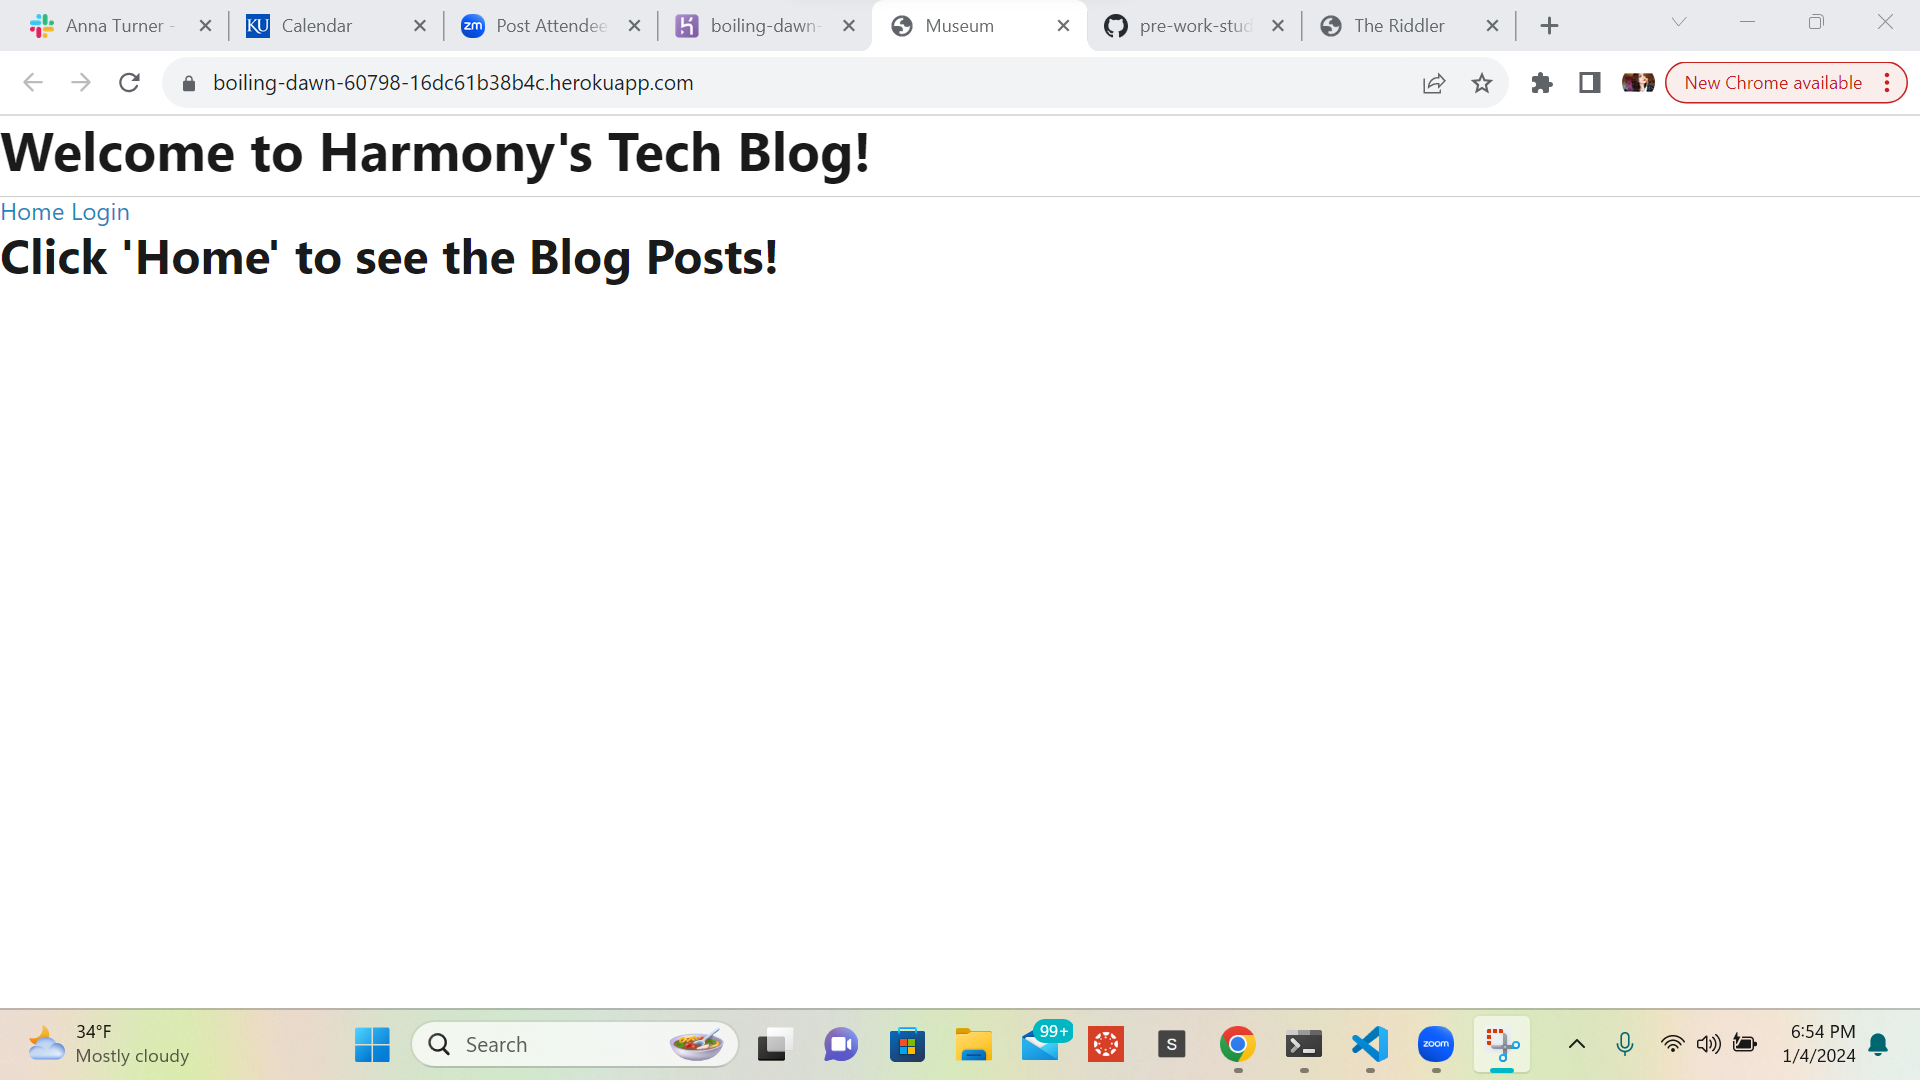 Anna Turner -
Calendar
zm
Post Attendee
boiling-dawn-
Museum
pre-work-stud
The Riddler
KU
boiling-dawn-60798-16dc61b38b4c.herokuapp.com
New Chrome available
Welcome to Harmony's Tech Blog!
Home Login
Click 'Home' to see the Blog Posts!
34°F
Mostly cloudy
Search
99+
S
zoom
6:54 PM
1/4/2024